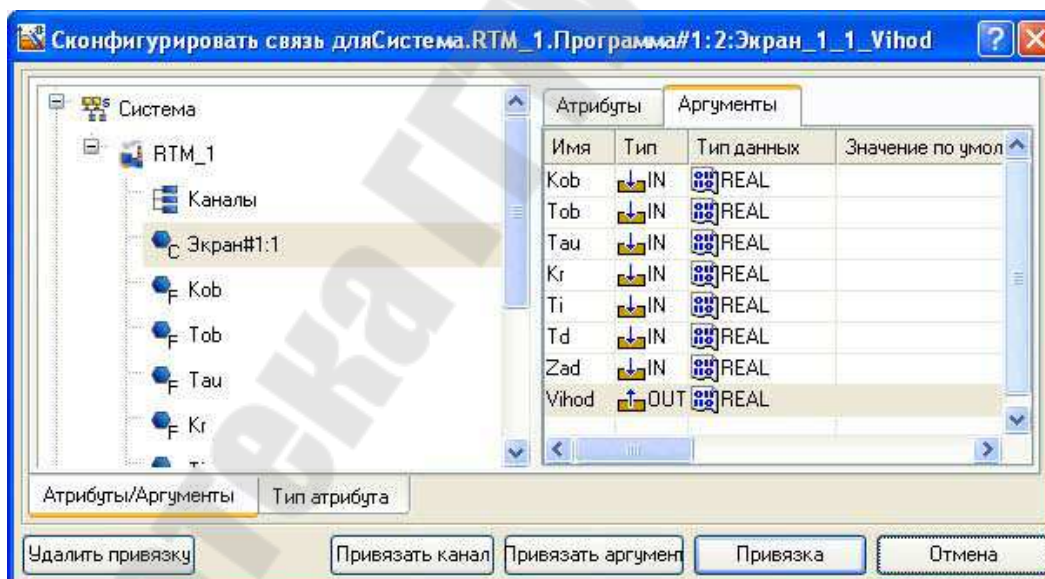 Сконфигурировать связь дляСистема.RTM_1.Программа#1:2:Экран_1_1_Vihod
Система
RTM_1
Каналы
C Экран#1:1
F Kob
F Tob
F Tau
F Kr
Атрибуты Аргументы
Имя Тип Тип данных Значение по умол
Kob IN REAL
Tob IN REAL
Tau IN REAL
Kr IN REAL
Ti IN REAL
Td IN REAL
Zad IN REAL
Vihod OUT REAL
Атрибуты/Аргументы Тип атрибута
Удалить привязку Привязать канал Привязать аргумен Привязка Отмена